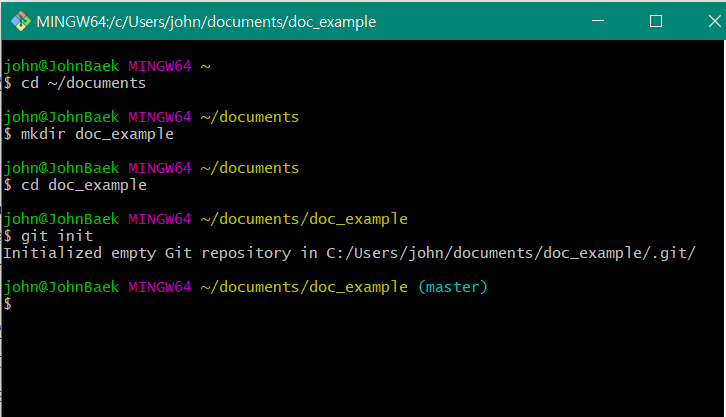 MINGW64:/c/Users/john/documents/doc_example
john@JohnBaek MINGW64 ~
$ cd ~/documents
john@JohnBaek MINGW64 ~/documents
$ mkdir doc_example
john@JohnBaek MINGW64 ~/documents
$ cd doc_example
john@JohnBaek MINGW64 ~/documents/doc_example
$ git init
Initialized empty Git repository in C:/Users/john/documents/doc_example/.git/
john@JohnBaek MINGW64 ~/documents/doc_example (master)
$